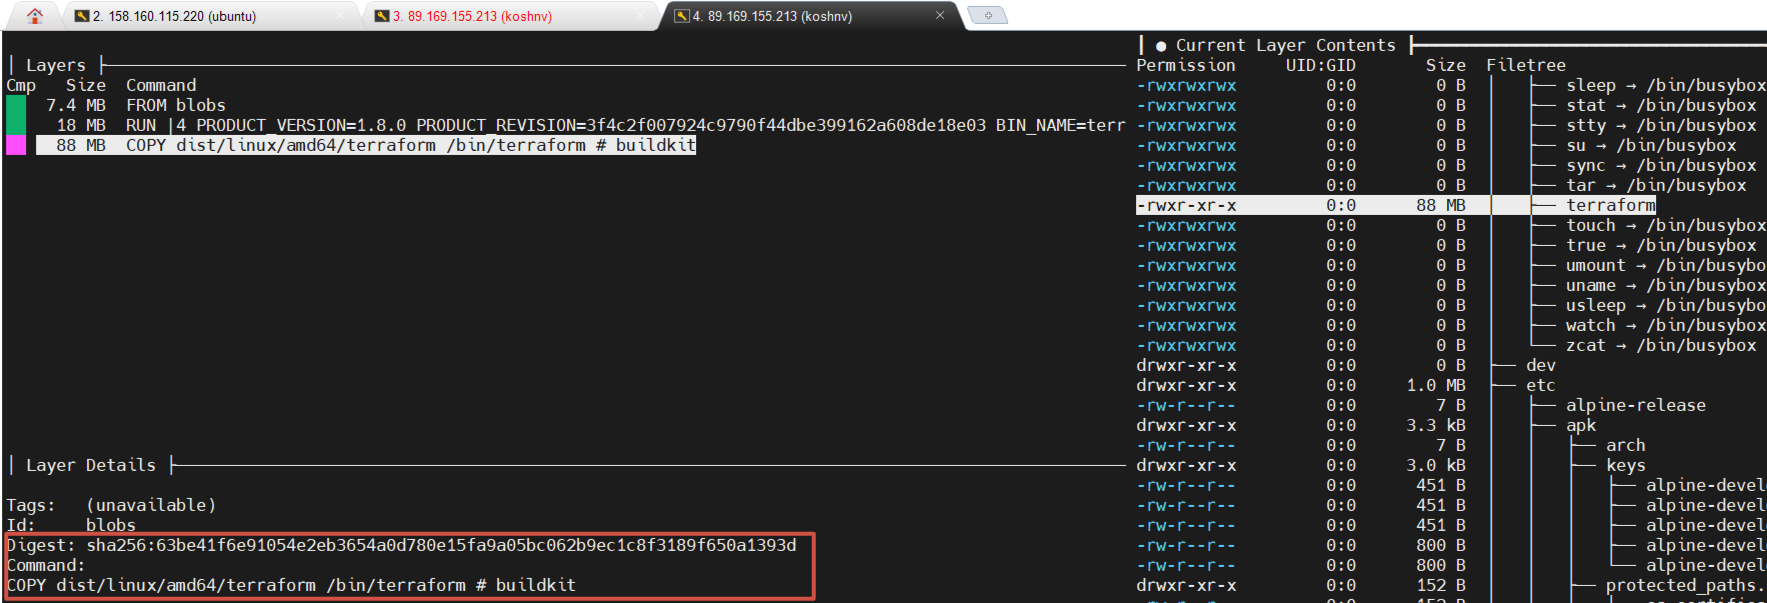 2. 158.160.115.220 (ubuntu)
3. 89.169.155.213 (koshnv)
4. 89.169.155.213 (koshnv)
Layers
Cmp Size Command
7.4 MB FROM blobs
18 MB RUN |4 PRODUCT_VERSION=1.8.0 PRODUCT_REVISION=3f4c2f007924c9790f44dbe399162a608de18e03 BIN_NAME=terr
88 MB COPY dist/linux/amd64/terraform /bin/terraform # buildkit
Layer Details
Tags: (unavailable)
Id: blobs
Digest: sha256:63be41f6e91054e2eb3654a0d780e15fa9a05bc062b9ec1c8f3189f650a1393d
Command:
COPY dist/linux/amd64/terraform /bin/terraform # buildkit
● Current Layer Contents
Permission UID:GID Size Filetree
-rwxrwxrwx 0:0 0 B ├── sleep → /bin/busybox
-rwxrwxrwx 0:0 0 B ├── stat → /bin/busybox
-rwxrwxrwx 0:0 0 B ├── stty → /bin/busybox
-rwxrwxrwx 0:0 0 B ├── su → /bin/busybox
-rwxrwxrwx 0:0 0 B ├── sync → /bin/busybox
-rwxrwxrwx 0:0 0 B ├── tar → /bin/busybox
-rwxr-xr-x 0:0 88 MB ├── terraform
-rwxrwxrwx 0:0 0 B ├── touch → /bin/busybox
-rwxrwxrwx 0:0 0 B ├── true → /bin/busybox
-rwxrwxrwx 0:0 0 B ├── umount → /bin/busybo
-rwxrwxrwx 0:0 0 B ├── uname → /bin/busybox
-rwxrwxrwx 0:0 0 B ├── usleep → /bin/busybo
-rwxrwxrwx 0:0 0 B ├── watch → /bin/busybox
-rwxrwxrwx 0:0 0 B └── zcat → /bin/busybox
drwxr-xr-x 0:0 0 B ├── dev
drwxr-xr-x 0:0 1.0 MB ├── etc
-rw-r--r-- 0:0 7 B ├── alpine-release
drwxr-xr-x 0:0 3.3 kB ├── apk
-rw-r--r-- 0:0 7 B ├── arch
drwxr-xr-x 0:0 3.0 kB ├── keys
-rw-r--r-- 0:0 451 B ├── alpine-devel
-rw-r--r-- 0:0 451 B ├── alpine-devel
-rw-r--r-- 0:0 451 B ├── alpine-devel
-rw-r--r-- 0:0 800 B ├── alpine-devel
-rw-r--r-- 0:0 800 B └── alpine-devel
drwxr-xr-x 0:0 152 B ├── protected_paths.